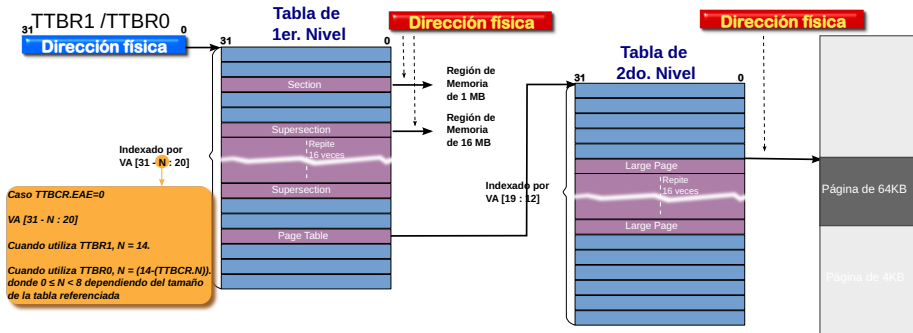 TTBR1 /TTBR0
31
0
Dirección física
Tabla de
1er. Nivel
31
0
Section
Supersection
Repite
16 veces
Supersection
Page Table
Indexado por
VA [31 - N : 20]
Caso TTBCR.EAE=0
VA [31 - N : 20]
Cuando utiliza TTBR1, N = 14.
Cuando utiliza TTBR0, N = (14-(TTBCR.N)).
donde 0 ≤ N < 8 dependiendo del tamaño
de la tabla referenciada
Dirección física
Región de
Memoria
de 1 MB
Región de
Memoria
de 16 MB
Indexado por
VA [19 : 12]
Tabla de
2do. Nivel
31
0
Large Page
Repite
16 veces
Large Page
Dirección física
Página de 64KB
Página de 4KB